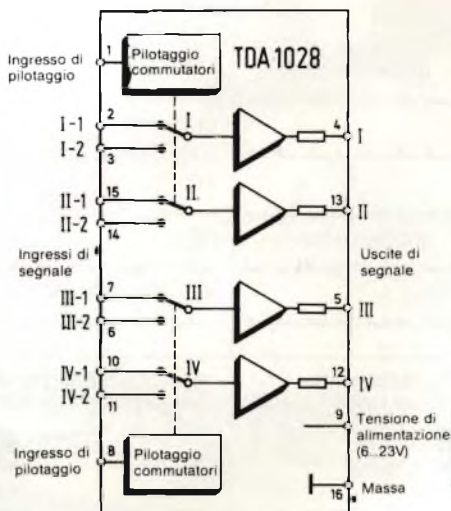 Ingresso di
pilotaggio
1
Pilotaggio
commutatori
TDA 1028
I-1
2
I
4
I
I-2
3
II-1
15
II
13
II
II-2
14
Ingressi di
segnale
Uscite di
segnale
III-1
7
III
5
III
III-2
6
IV-1
10
IV
12
IV
IV-2
11
9
Tensione di
alimentazione
(6...23V)
Ingresso di
pilotaggio
8
Pilotaggio
commutatori
16
Massa